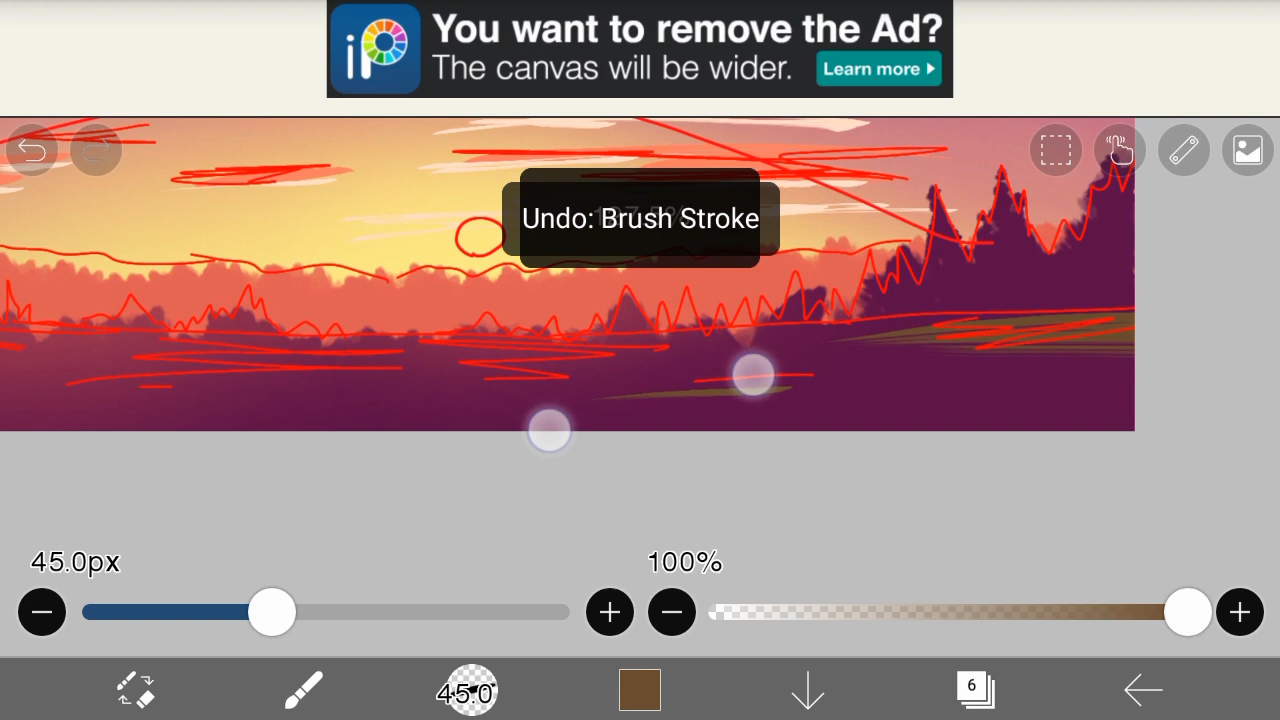 iP
You want to remove the Ad?
The canvas will be wider.
Learn more
Undo: Brush Stroke
45.0px
100%
45.0
6